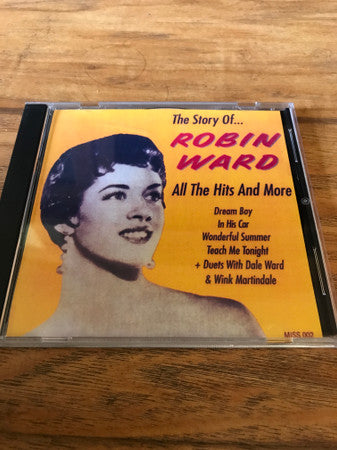 The Story Of...
ROBIN
WARD
All The Hits And More
Dream Boy
In His Car
Wonderful Summer
Teach Me Tonight
+ Duets With Dale Ward
& Wink Martindale
MISS 002